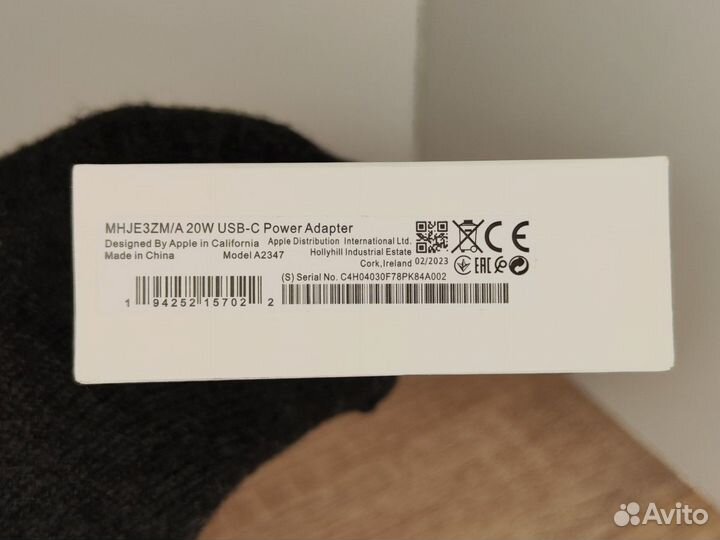 MHJE3ZM/A 20W USB-C Power Adapter
Designed By Apple in California
Made in China
Model A2347
Apple Distribution International Ltd.
Hollyhill Industrial Estate
Cork,Ireland
02/2023
CE
EAC
(S) Serial No. C4H04030F78PK84A002
1 94252 15702 2
Avito